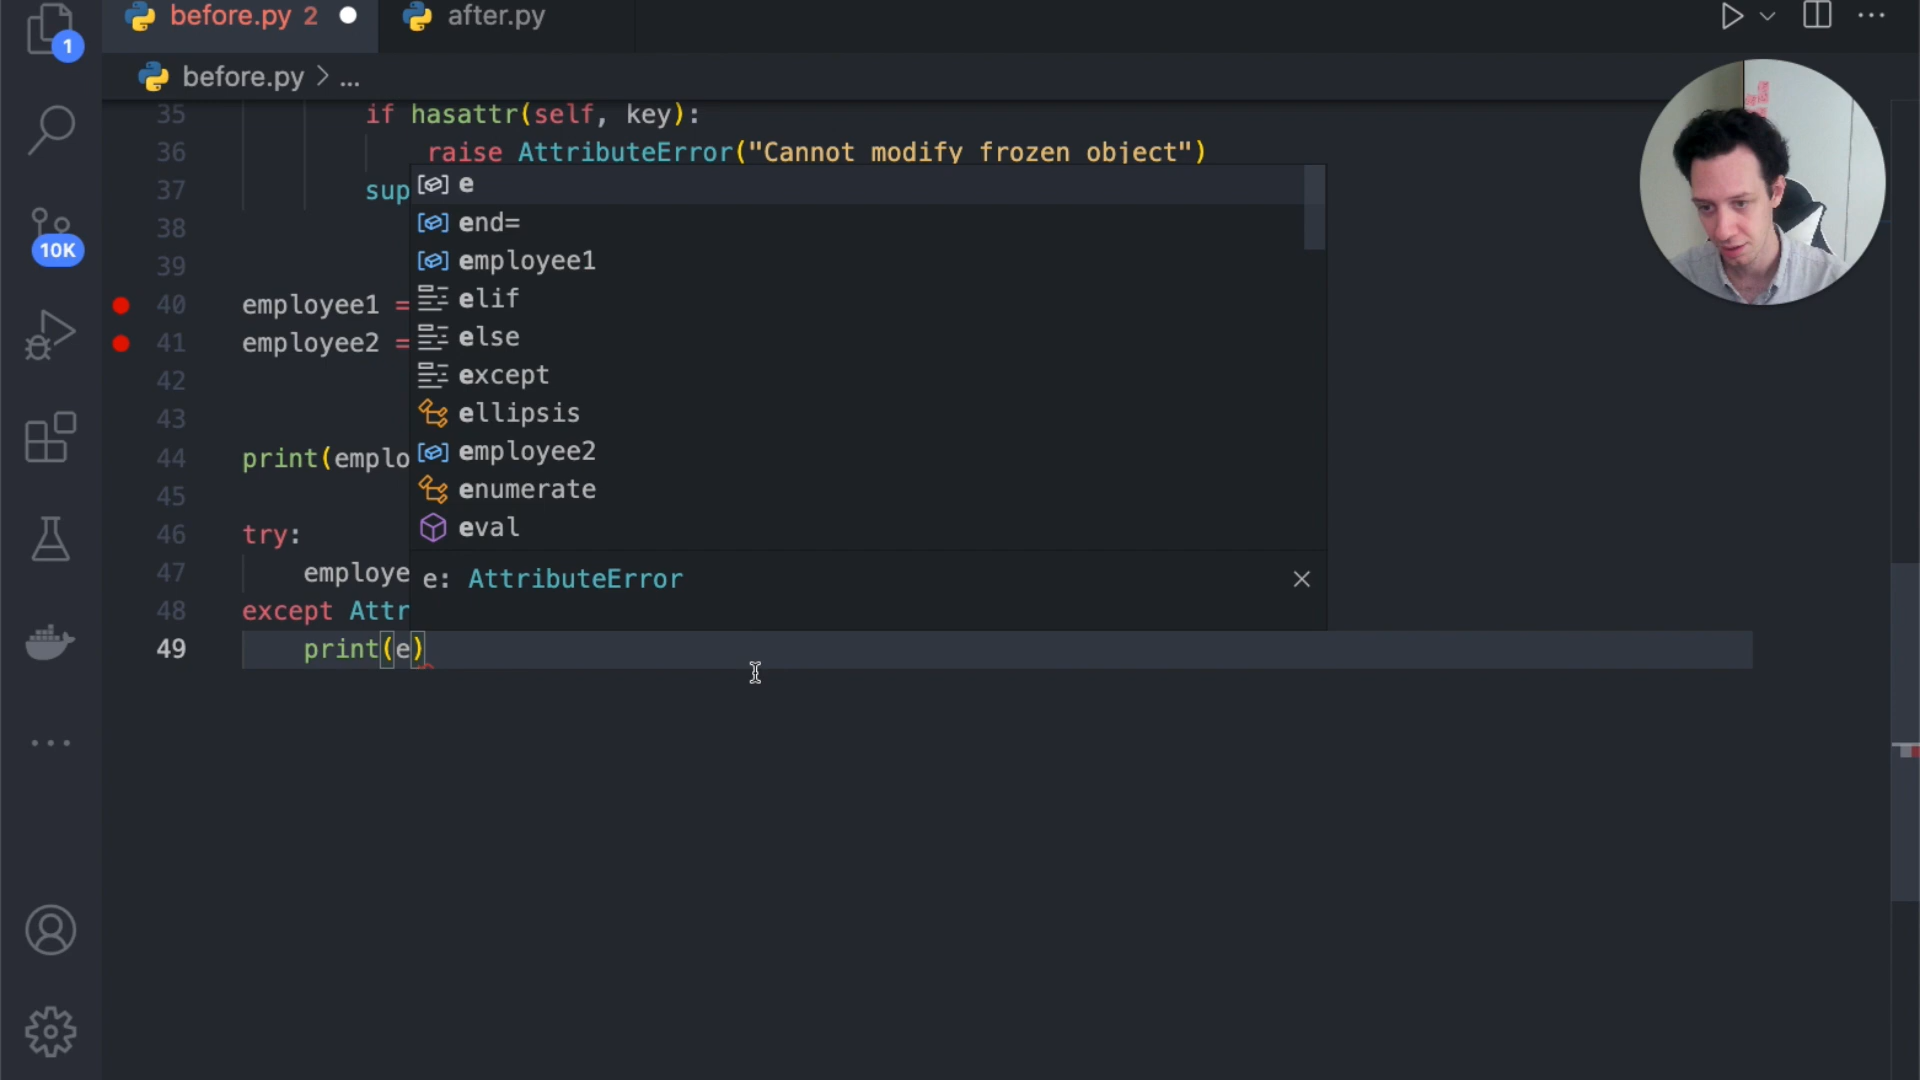 before.py 2
after.py
1
before.py > ...
35 if hasattr(self, key):
36 raise AttributeError("Cannot modify frozen object")
37 sup
38
39
40 employee1 =
41 employee2 =
42
43
44 print(emplo
45
46 try:
47 employe
48 except Attr
49 print(e)
e
end=
employee1
elif
else
except
ellipsis
employee2
enumerate
eval
e: AttributeError
10K